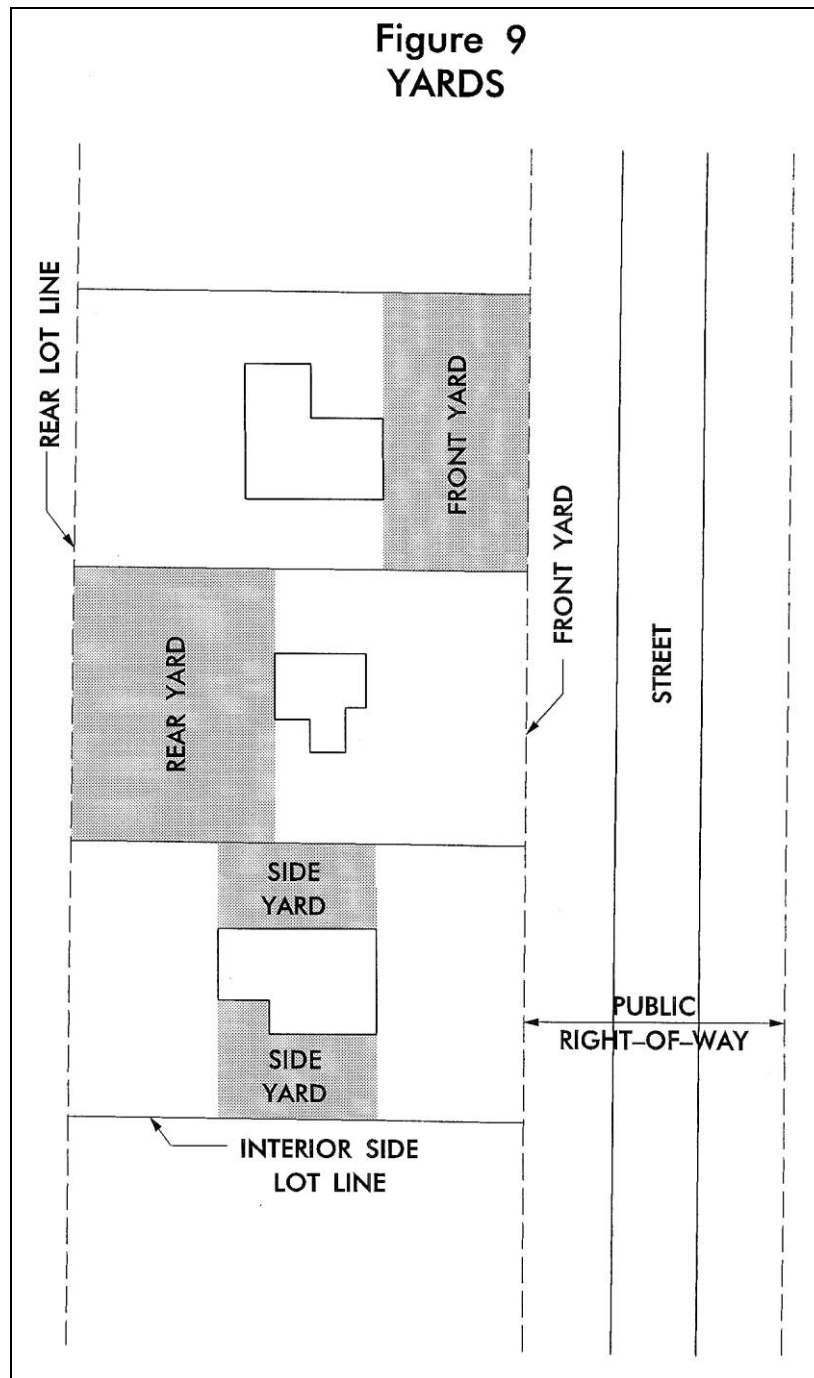 Figure 9
YARDS
REAR LOT LINE
FRONT YARD
FRONT YARD
STREET
REAR YARD
SIDE
YARD
SIDE
YARD
PUBLIC
RIGHT-OF-WAY
INTERIOR SIDE
LOT LINE